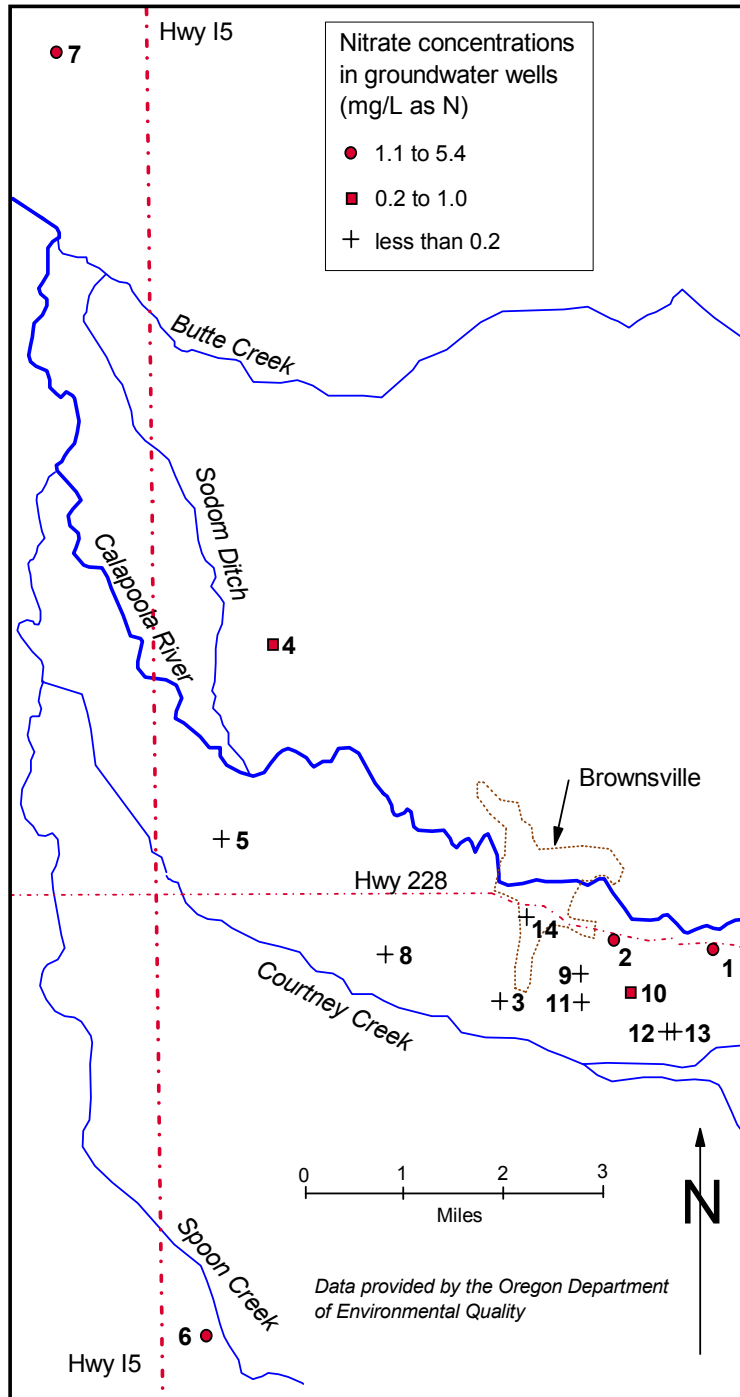 Hwy I5
7
Nitrate concentrations
in groundwater wells
(mg/L as N)
1.1 to 5.4
0.2 to 1.0
less than 0.2
Butte Creek
Sodom Ditch
Calapoola River
4
Brownsville
5
Hwy 228
14
2
1
8
9
10
3
11
12
13
Courtney Creek
0 1 2 3
Miles
N
Spoon Creek
Data provided by the Oregon Department
of Environmental Quality
6
Hwy I5